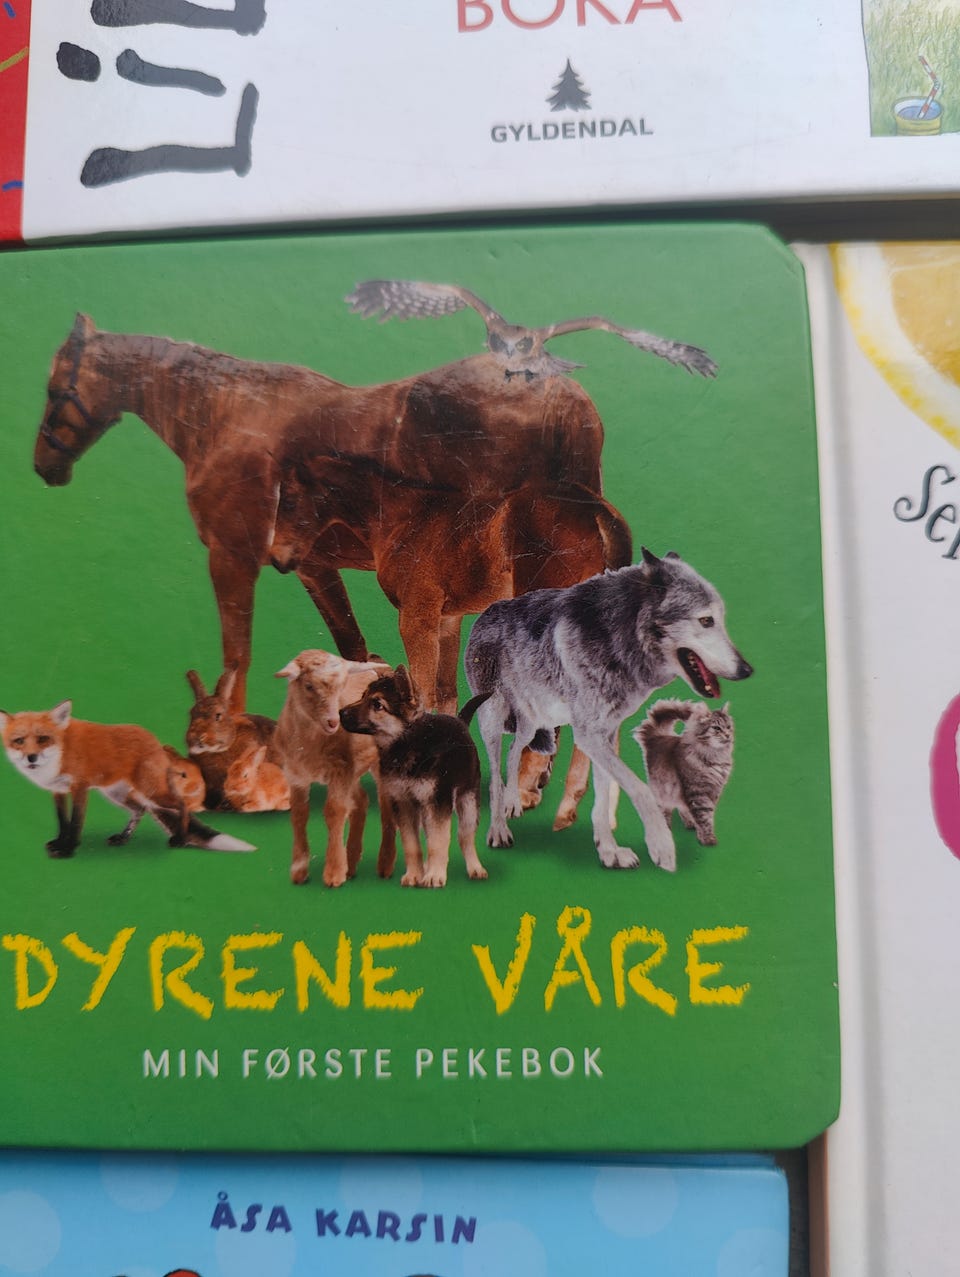 BOKA
GYLDENDAL
DYRENE VÅRE
MIN FØRSTE PEKEBOK
ÅSA KARSIN